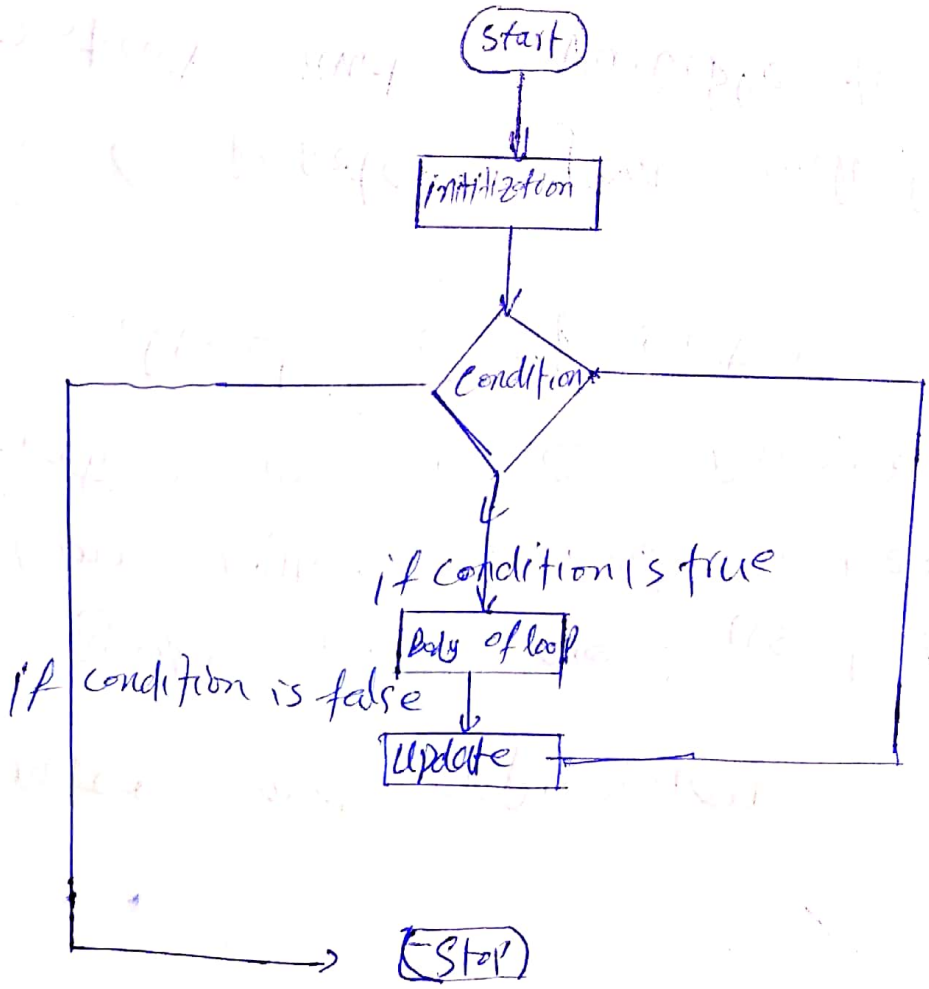 Start
initilization
Condition
if condition is true
Body of loop
if condition is false
Update
Stop